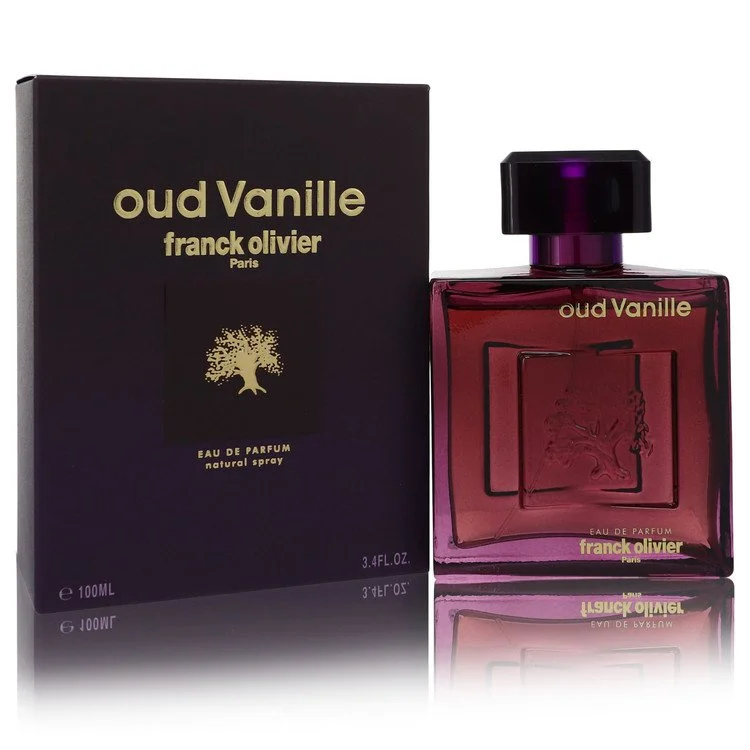 oud Vanille
franck olivier
Paris
EAU DE PARFUM
natural spray
3.4FL.OZ.
e 100ML
oud Vanille
EAU DE PARFUM
franck olivier
Paris